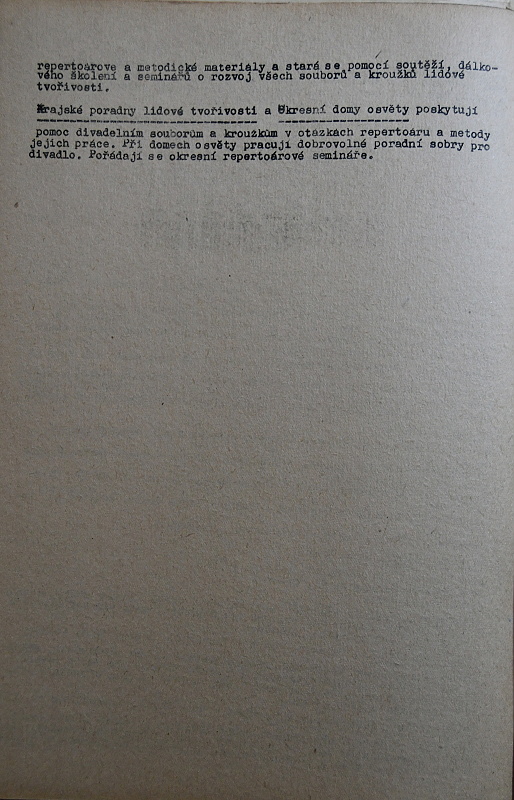 repertoárove a metodické materiály a stará se pomocí soutěží, dálko-
vého školení a seminářů o rozvoj všech souborů a kroužků lidové
tvořivosti.
Krajské poradny lidové tvořivosti a Okresní domy osvěty poskytují
pomoc divadelním souborům a kroužkům v otázkách repertoáru a metody
jejich práce. Při domech osvěty pracují dobrovolné poradní sobry pro
divadlo. Pořádají se okresní repertoárové semináře.